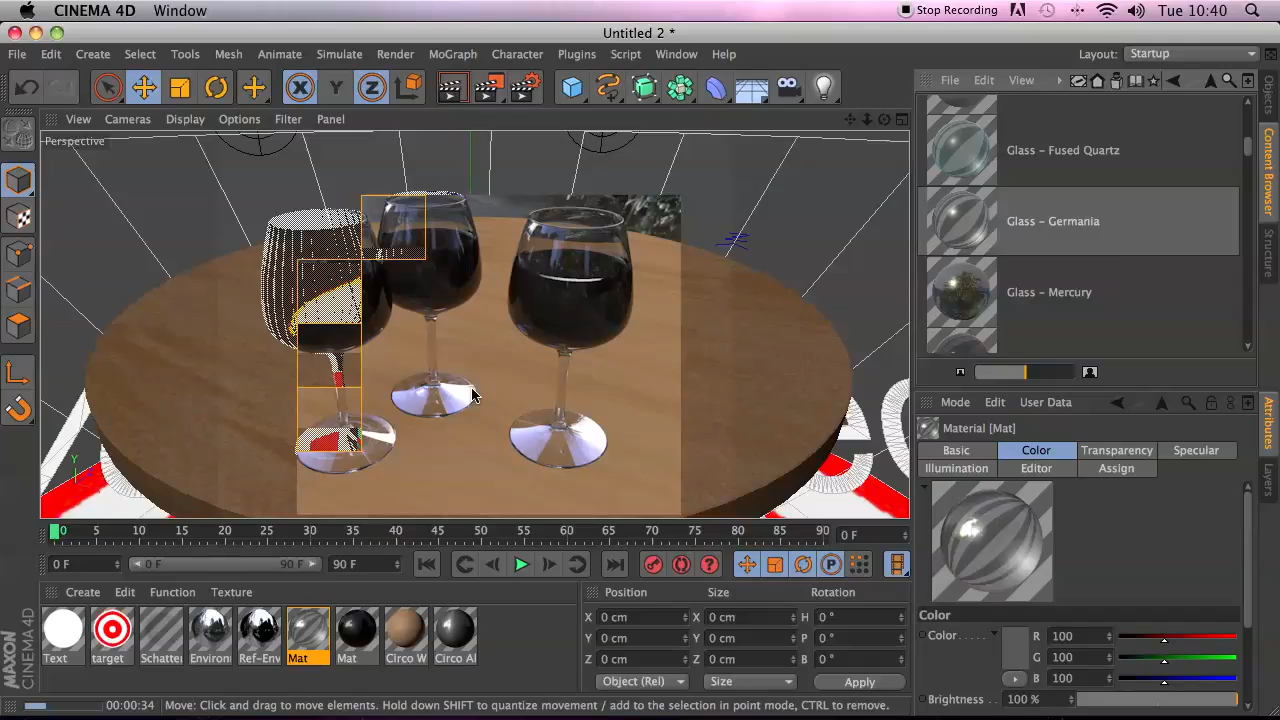 CINEMA 4D Window Stop Recording Tue 10:40
Untitled 2 *
File Edit Create Select Tools Mesh Animate Simulate Render MoGraph Character Plugins Script Window Help Layout: Startup
X Y Z
View Cameras Display Options Filter Panel
File Edit View
Perspective
Glass - Fused Quartz
Glass - Germania
Glass - Mercury
Objects
Content Browser
Structure
Mode Edit User Data
Material [Mat]
Basic Color Transparency Specular
Illumination Editor Assign
Attributes
Layers
Y
0 5 10 15 20 25 30 35 40 45 50 55 60 65 70 75 80 85 90 0 F
0 F 0 F 90 F 90 F
P
Create Edit Function Texture
Position Size Rotation
X 0 cm X 0 cm H 0 °
Y 0 cm Y 0 cm P 0 °
Z 0 cm Z 0 cm B 0 °
Object (Rel) Size Apply
Text target Schatter Environ Ref-Env Mat Mat Circo W Circo Al
Color
Color R 100
G 100
B 100
Brightness 100 %
MAXON
CINEMA 4D
00:00:34 Move: Click and drag to move elements. Hold down SHIFT to quantize movement / add to the selection in point mode, CTRL to remove.